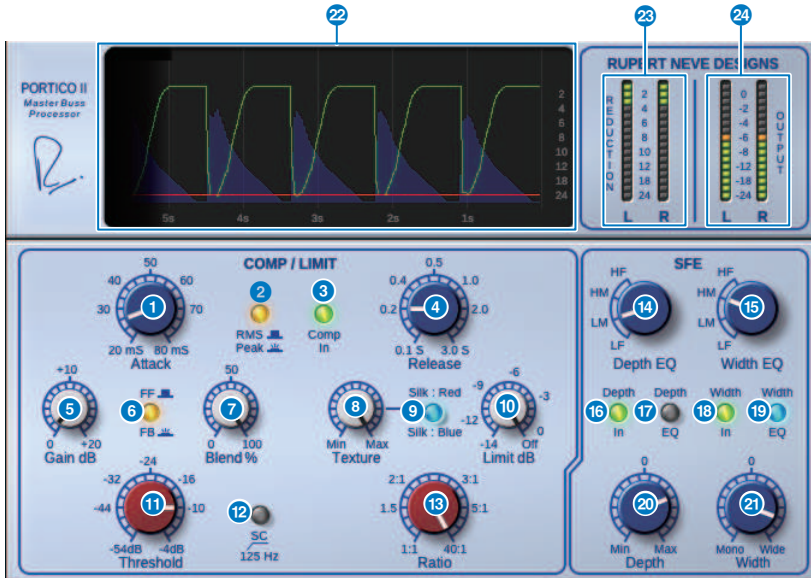 22
23
24
PORTICO II
Master Buss
Processor
2
4
6
8
10
12
18
24
5s
4s
3s
2s
1s
RUPERT NEVE DESIGNS
REDUCTION
2
4
6
8
10
12
18
24
L R
0
-2
-4
-6
-8
-10
-12
-18
-24
OUTPUT
L R
COMP / LIMIT
50
40 60
30 1 70
20 mS 80 mS
Attack
2
RMS
Peak
3
Comp
In
0.5
0.4 1.0
0.2 4 2.0
0.1 S 3.0 S
Release
+10
5
0 +20
Gain dB
FF
6
FB
50
7
0 100
Blend %
8
Min Max
Texture
Silk : Red
9
Silk : Blue
-6
-9 -3
-12 10 0
-14 Off
Limit dB
-24
-32 -16
-44 11 -10
-54dB -4dB
Threshold
12
SC
125 Hz
2:1 3:1
1.5 13 5:1
1:1 40:1
Ratio
SFE
HF
HM
14
LM
LF
Depth EQ
HF
HM
15
LM
LF
Width EQ
Depth Depth Width Width
16 17 18 19
In EQ In EQ
0
20
Min Max
Depth
0
21
Mono Wide
Width